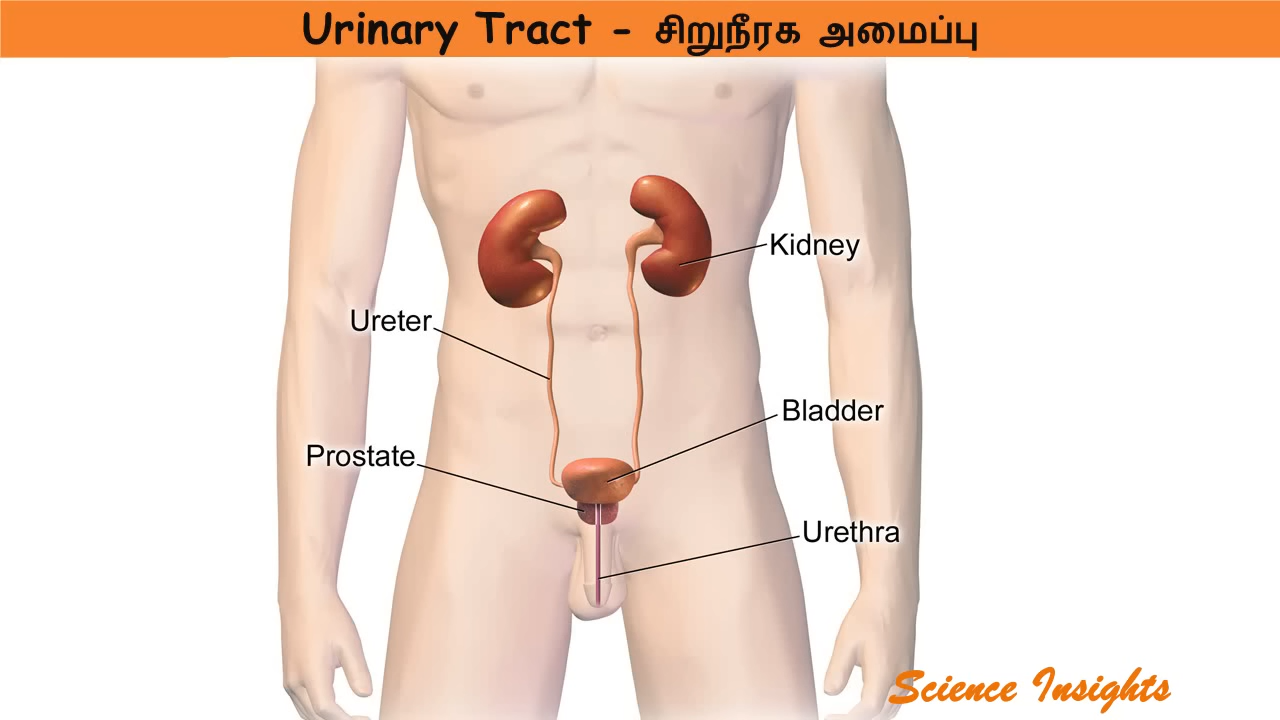 Urinary Tract - சிறுநீரக அமைப்பு
Kidney
Ureter
Bladder
Prostate
Urethra
Science Insights